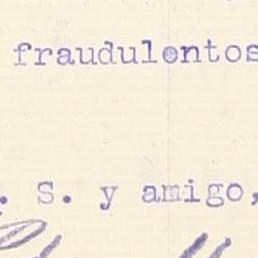 fraudulentos
. s. y amigo,